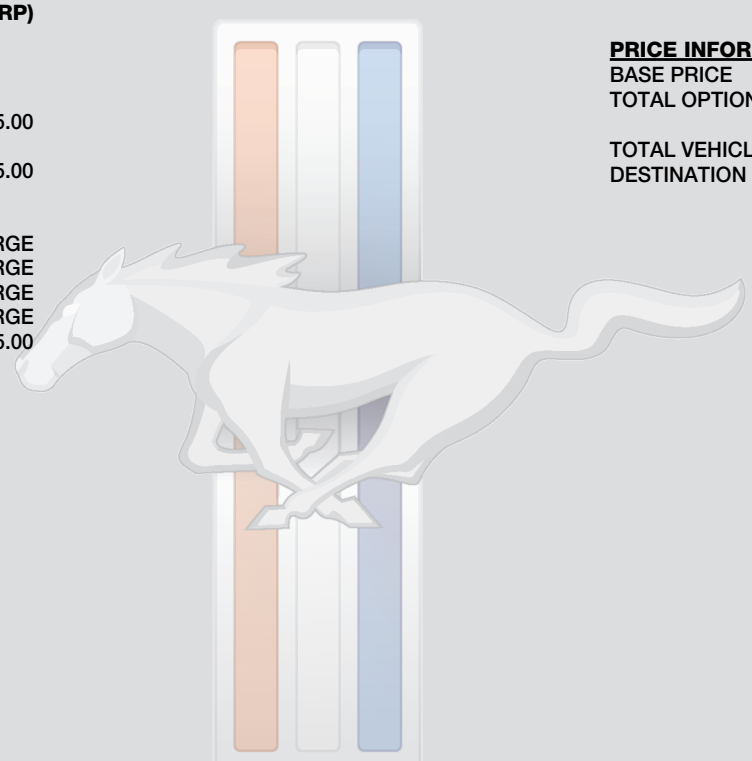 RP)
5.00
5.00
RGE
RGE
RGE
RGE
5.00
PRICE INFOR
BASE PRICE
TOTAL OPTION
TOTAL VEHICL
DESTINATION